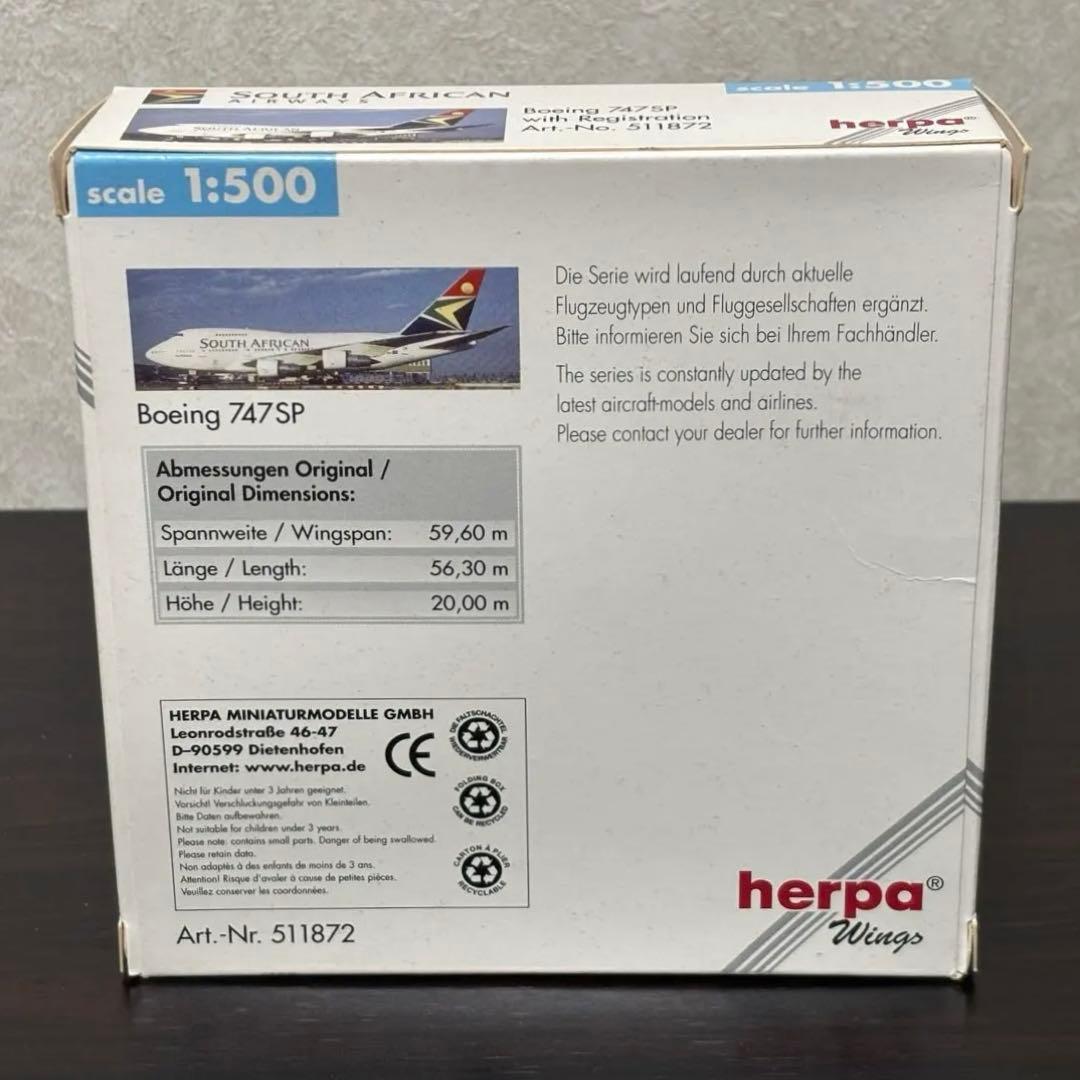 SOUTH AFRICAN
AIRWAYS
SOUTH AFRICAN
Boeing 747SP
with Registration
Art.-No. 511872
scale 1:500
herpa®
Wings
scale 1:500
SOUTH AFRICAN
Boeing 747SP
Abmessungen Original /
Original Dimensions:
Spannweite / Wingspan: 59,60 m
Länge / Length: 56,30 m
Höhe / Height: 20,00 m
Die Serie wird laufend durch aktuelle
Flugzeugtypen und Fluggesellschaften ergänzt.
Bitte informieren Sie sich bei Ihrem Fachhändler.
The series is constantly updated by the
latest aircraft-models and airlines.
Please contact your dealer for further information.
HERPA MINIATURMODELLE GMBH
Leonrodstraße 46-47
D-90599 Dietenhofen
Internet: www.herpa.de
CE
Nicht für Kinder unter 3 Jahren geeignet.
Vorsicht! Verschluckungsgefahr von Kleinteilen.
Bitte Daten aufbewahren.
Not suitable for children under 3 years.
Please note: contains small parts. Danger of being swallowed.
Please retain data.
Non adaptés à des enfants de moins de 3 ans.
Attention! Risque d'avaler à cause de petites pièces.
Veuillez conserver les coordonnées.
DIE FALTSCHACHTEL
WIEDERVERWERTBAR
FOLDING BOX
CAN BE RECYCLED
CARTON À PLIER
RECYCLABLE
Art.-Nr. 511872
herpa®
Wings